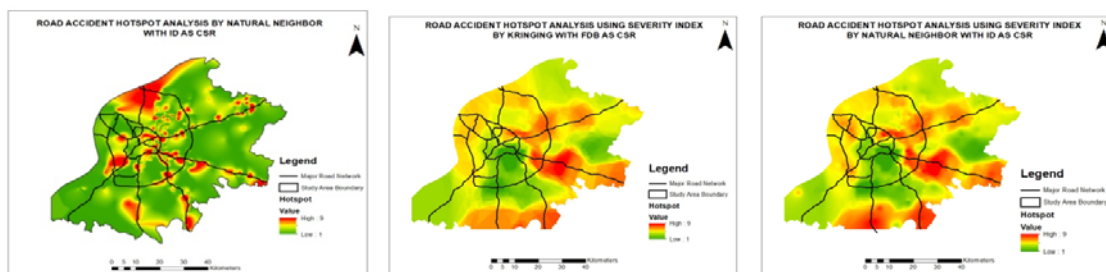 ROAD ACCIDENT HOTSPOT ANALYSIS BY NATURAL NEIGHBOR
WITH ID AS CSR
N
Legend
Major Road Network
Study Area Boundary
Hotspot
Value
High : 9
Low : 1
0 5 10 20 30 40
Kilometers
ROAD ACCIDENT HOTSPOT ANALYSIS USING SEVERITY INDEX
BY KRINGING WITH FDB AS CSR
N
Legend
Major Road Network
Study Area Boundary
Hotspot
Value
High : 9
Low : 1
0 5 10 20 30 40
Kilometers
ROAD ACCIDENT HOTSPOT ANALYSIS USING SEVERITY INDEX
BY NATURAL NEIGHBOR WITH ID AS CSR
N
Legend
Major Road Network
Study Area Boundary
Hotspot
Value
High : 9
Low : 1
0 5 10 20 30 40
Kilometers